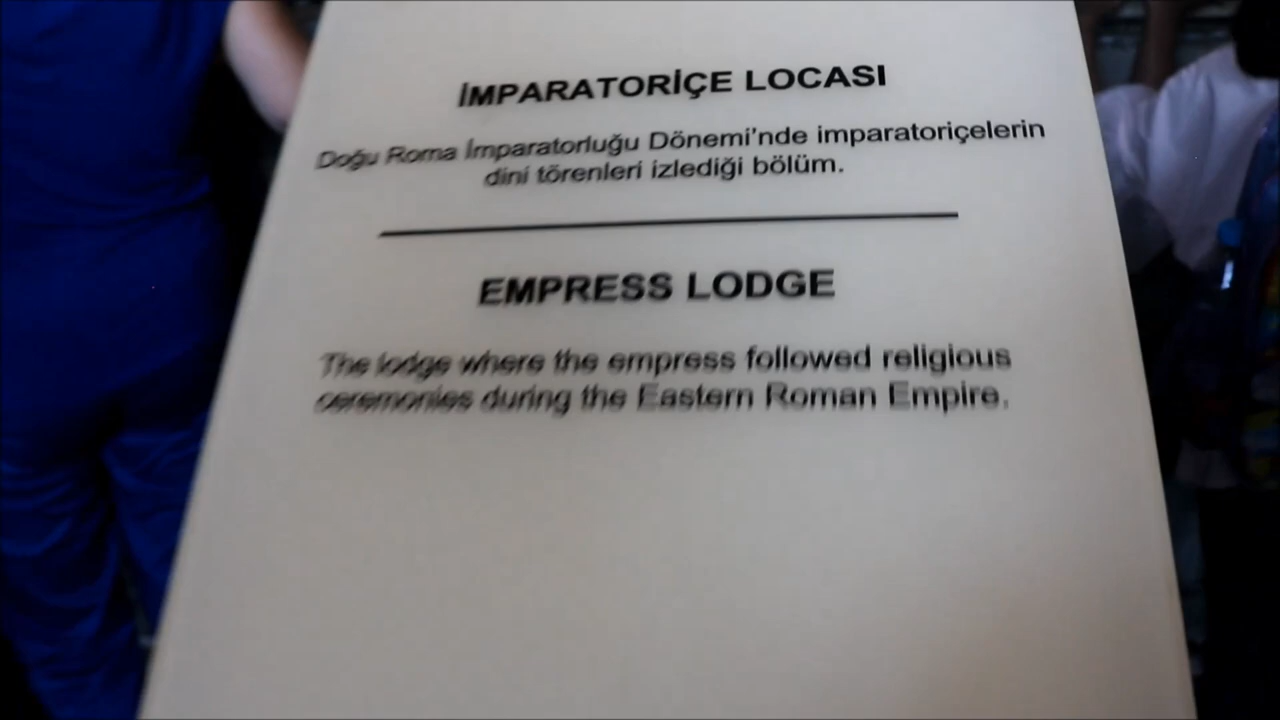 İMPARATORİÇE LOCASI
Doğu Roma İmparatorluğu Dönemi'nde imparatoriçelerin
dini törenleri izlediği bölüm.
EMPRESS LODGE
The lodge where the empress followed religious
ceremonies during the Eastern Roman Empire.